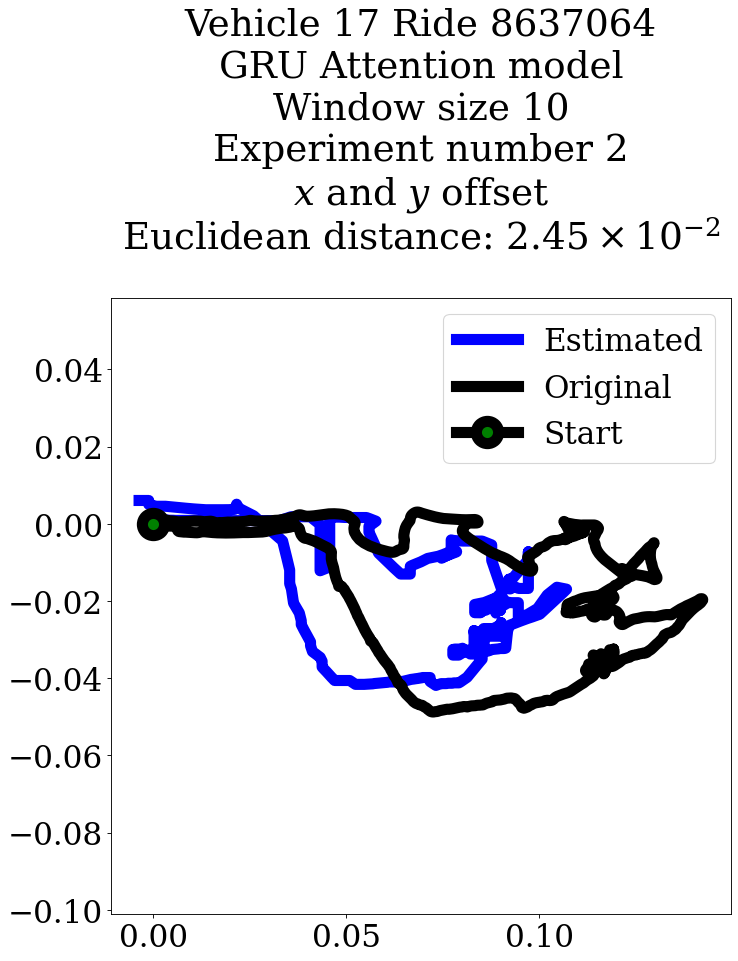 Vehicle 17 Ride 8637064
GRU Attention model
Window size 10
Experiment number 2
x and y offset
Euclidean distance: 2.45 × 10⁻²
Estimated
Original
Start
0.04
0.02
0.00
−0.02
−0.04
−0.06
−0.08
−0.10
0.00 0.05 0.10